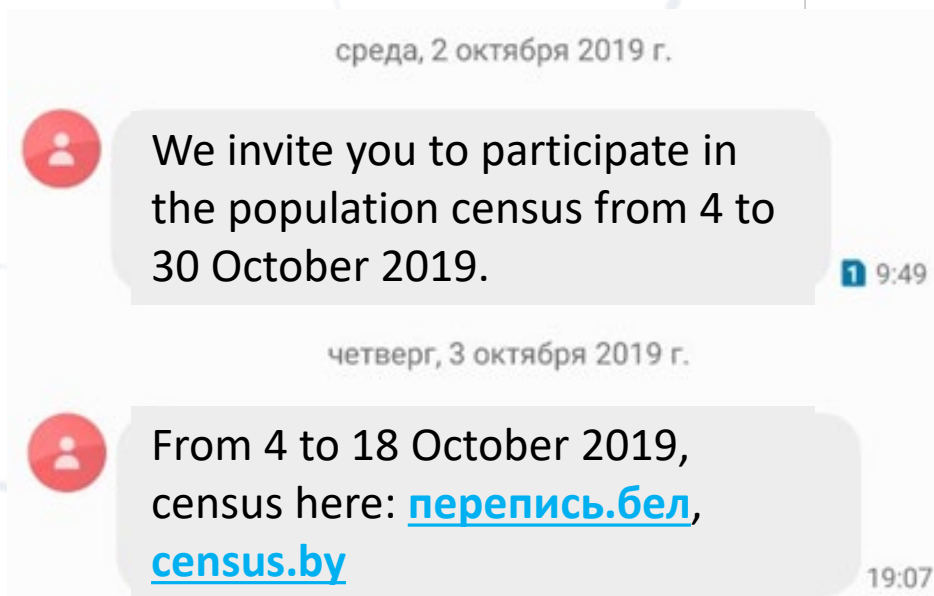 среда, 2 октября 2019 г.
We invite you to participate in
the population census from 4 to
30 October 2019.
1 9:49
четверг, 3 октября 2019 г.
From 4 to 18 October 2019,
census here: перепись.бел,
census.by
19:07